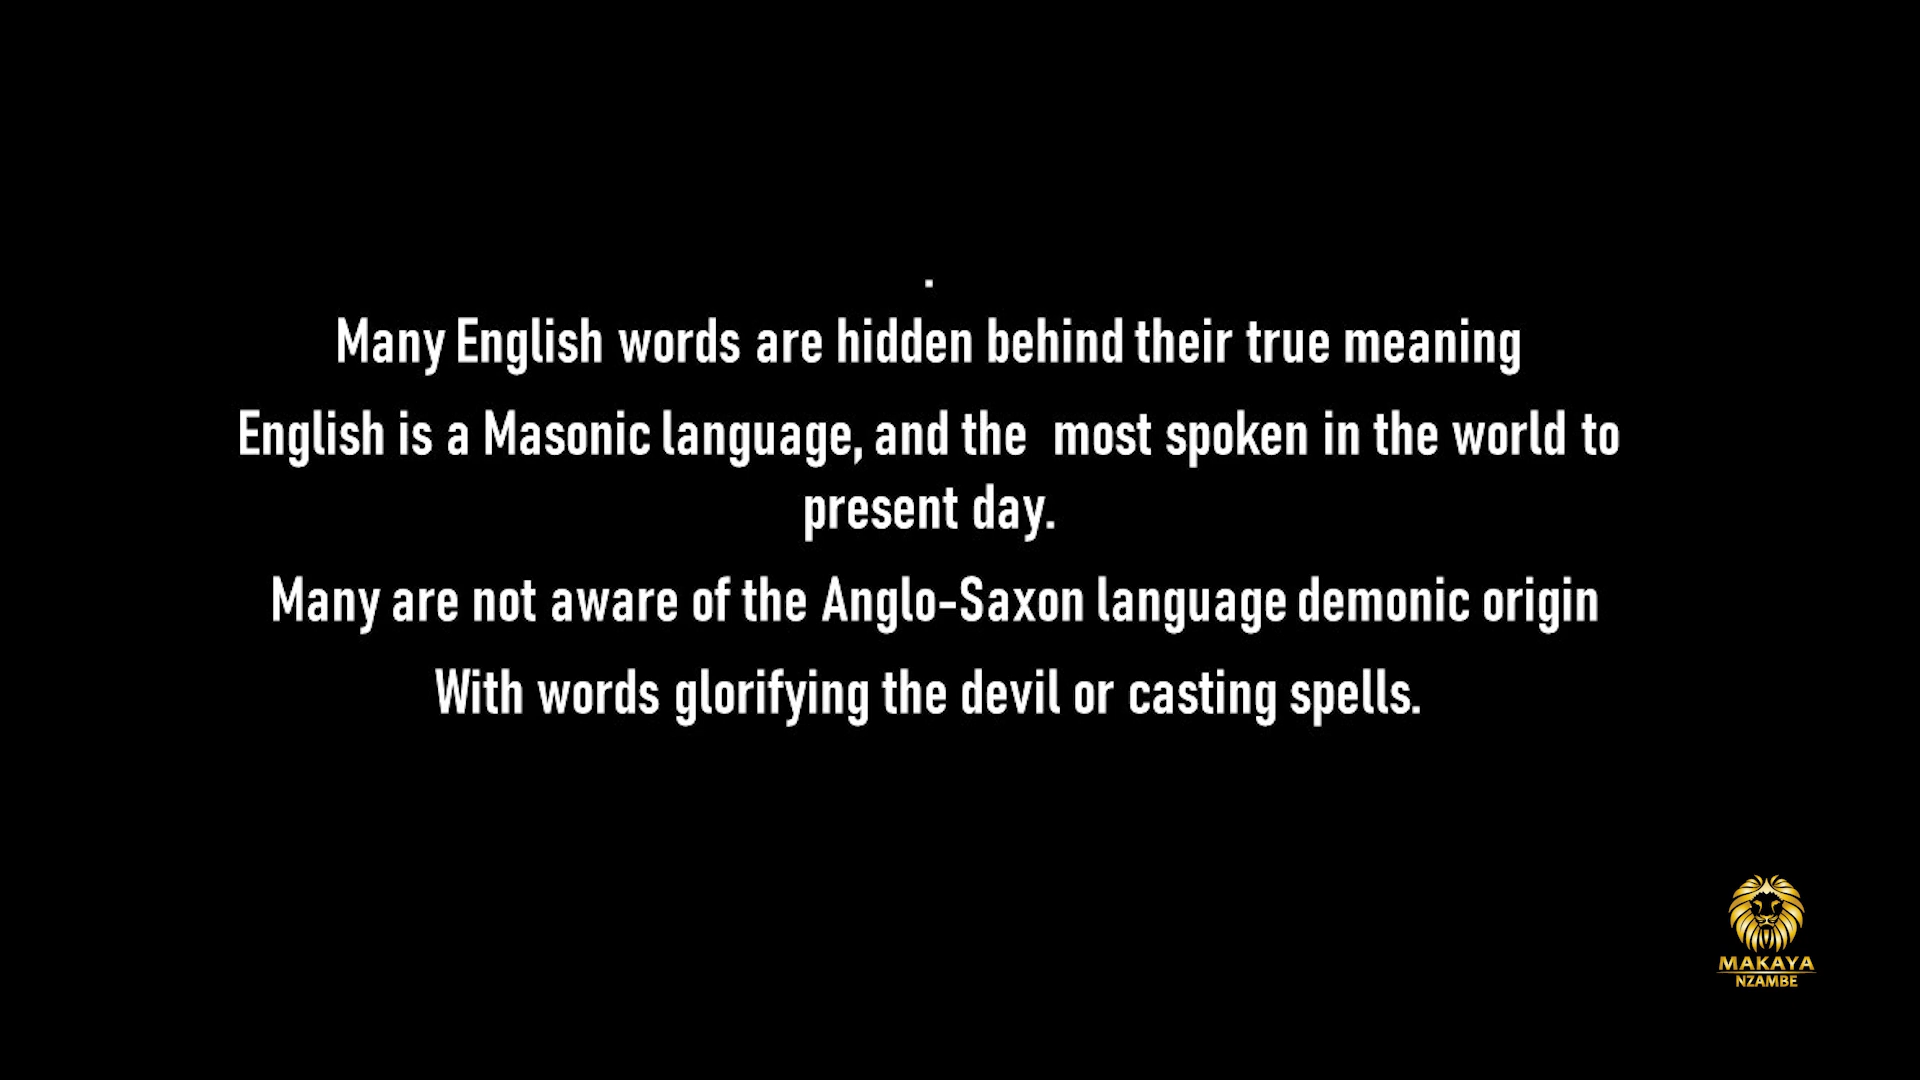 .
Many English words are hidden behind their true meaning
English is a Masonic language, and the  most spoken in the world to
present day.
Many are not aware of the Anglo-Saxon language demonic origin
With words glorifying the devil or casting spells.
MAKAYA
NZAMBE